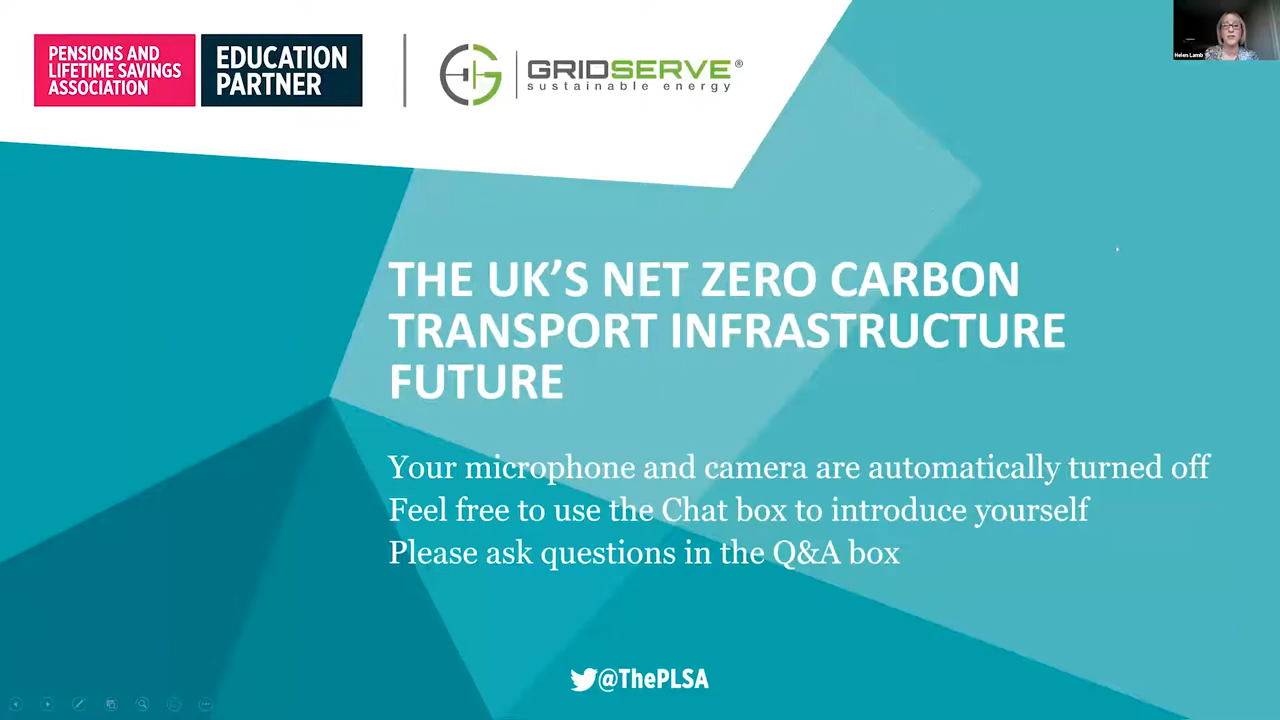 PENSIONS AND
LIFETIME SAVINGS
ASSOCIATION
EDUCATION
PARTNER
GRIDSERVE®
sustainable energy
Helen Lamb
THE UK'S NET ZERO CARBON
TRANSPORT INFRASTRUCTURE
FUTURE
Your microphone and camera are automatically turned off
Feel free to use the Chat box to introduce yourself
Please ask questions in the Q&A box
@ThePLSA